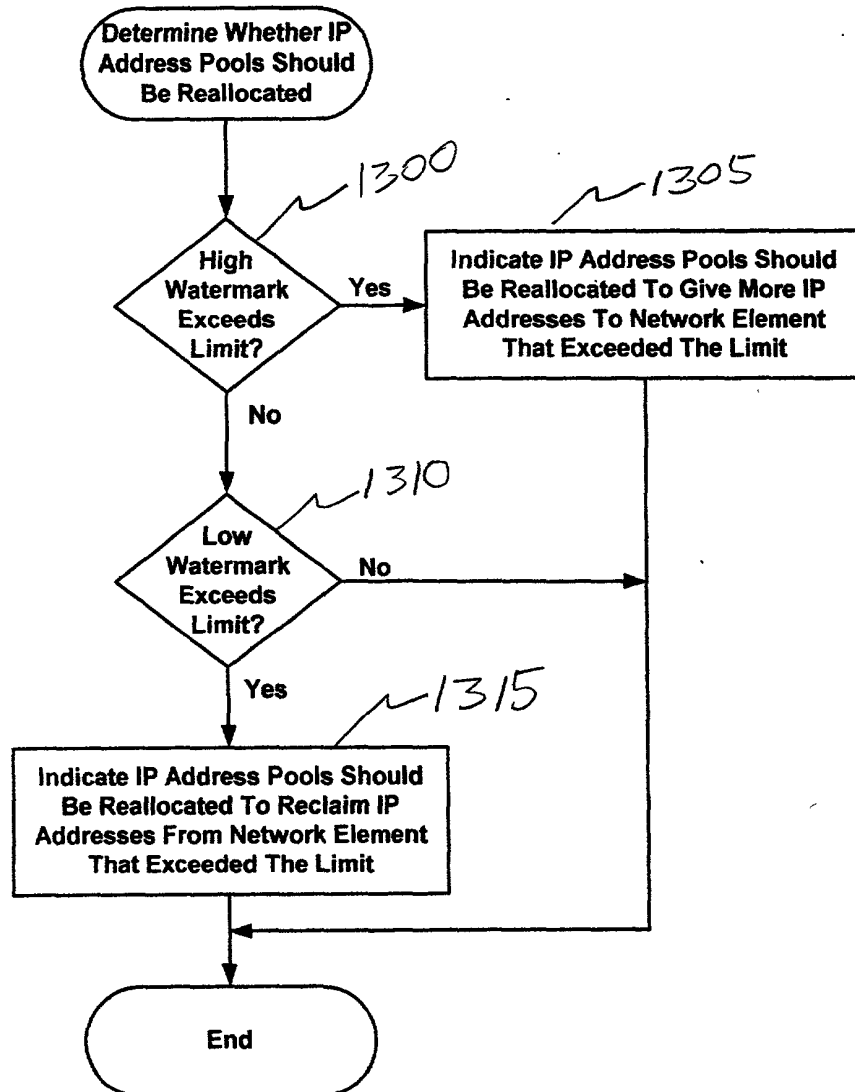 Determine Whether IP
Address Pools Should
Be Reallocated
1300
1305
High
Watermark
Exceeds
Limit?
Yes
Indicate IP Address Pools Should
Be Reallocated To Give More IP
Addresses To Network Element
That Exceeded The Limit
No
1310
Low
Watermark
Exceeds
Limit?
No
Yes
1315
Indicate IP Address Pools Should
Be Reallocated To Reclaim IP
Addresses From Network Element
That Exceeded The Limit
End